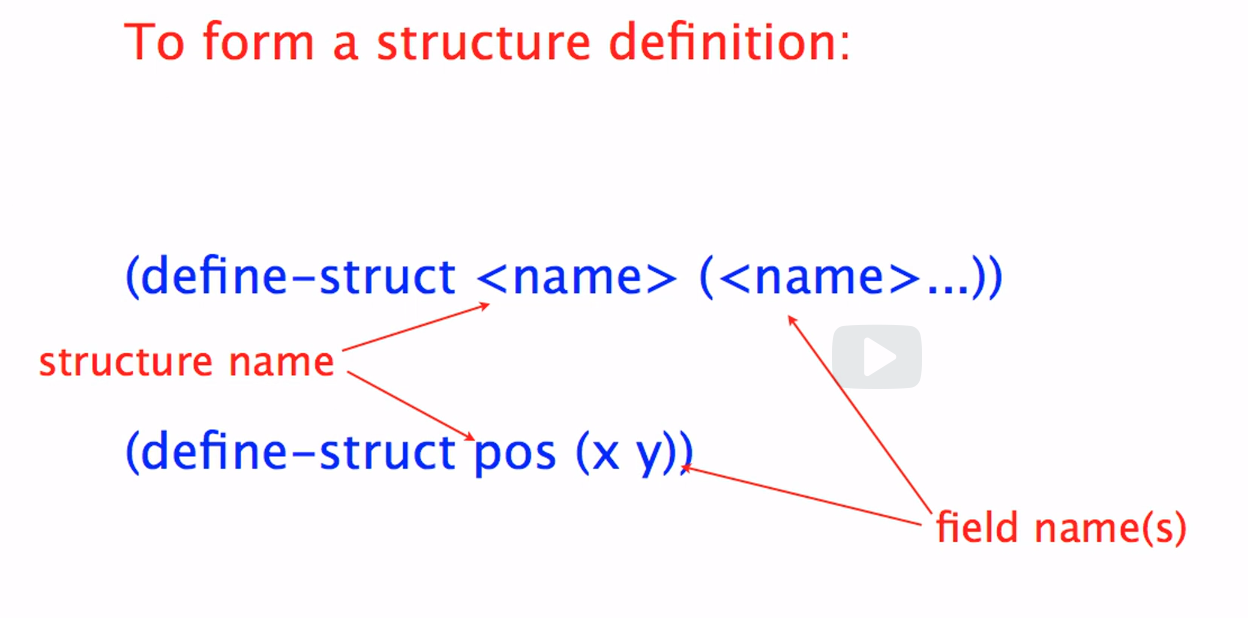 To form a structure definition:
(define-struct <name> (<name>...))
structure name
(define-struct pos (x y))
field name(s)